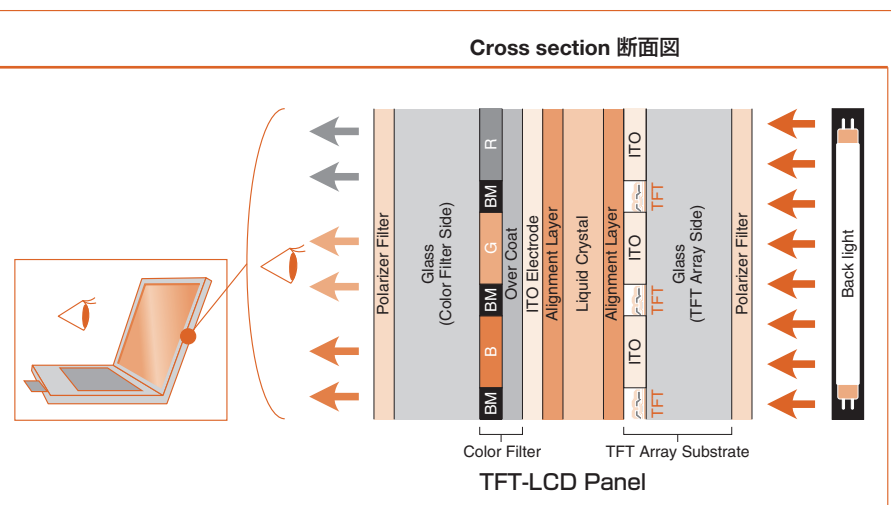 Cross section 断面図
Polarizer Filter
Glass
(Color Filter Side)
R
BM
G
BM
B
BM
Over Coat
ITO Electrode
Alignment Layer
Liquid Crystal
Alignment Layer
ITO
TFT
ITO
TFT
ITO
TFT
Glass
(TFT Array Side)
Polarizer Filter
Back light
Color Filter
TFT Array Substrate
TFT-LCD Panel